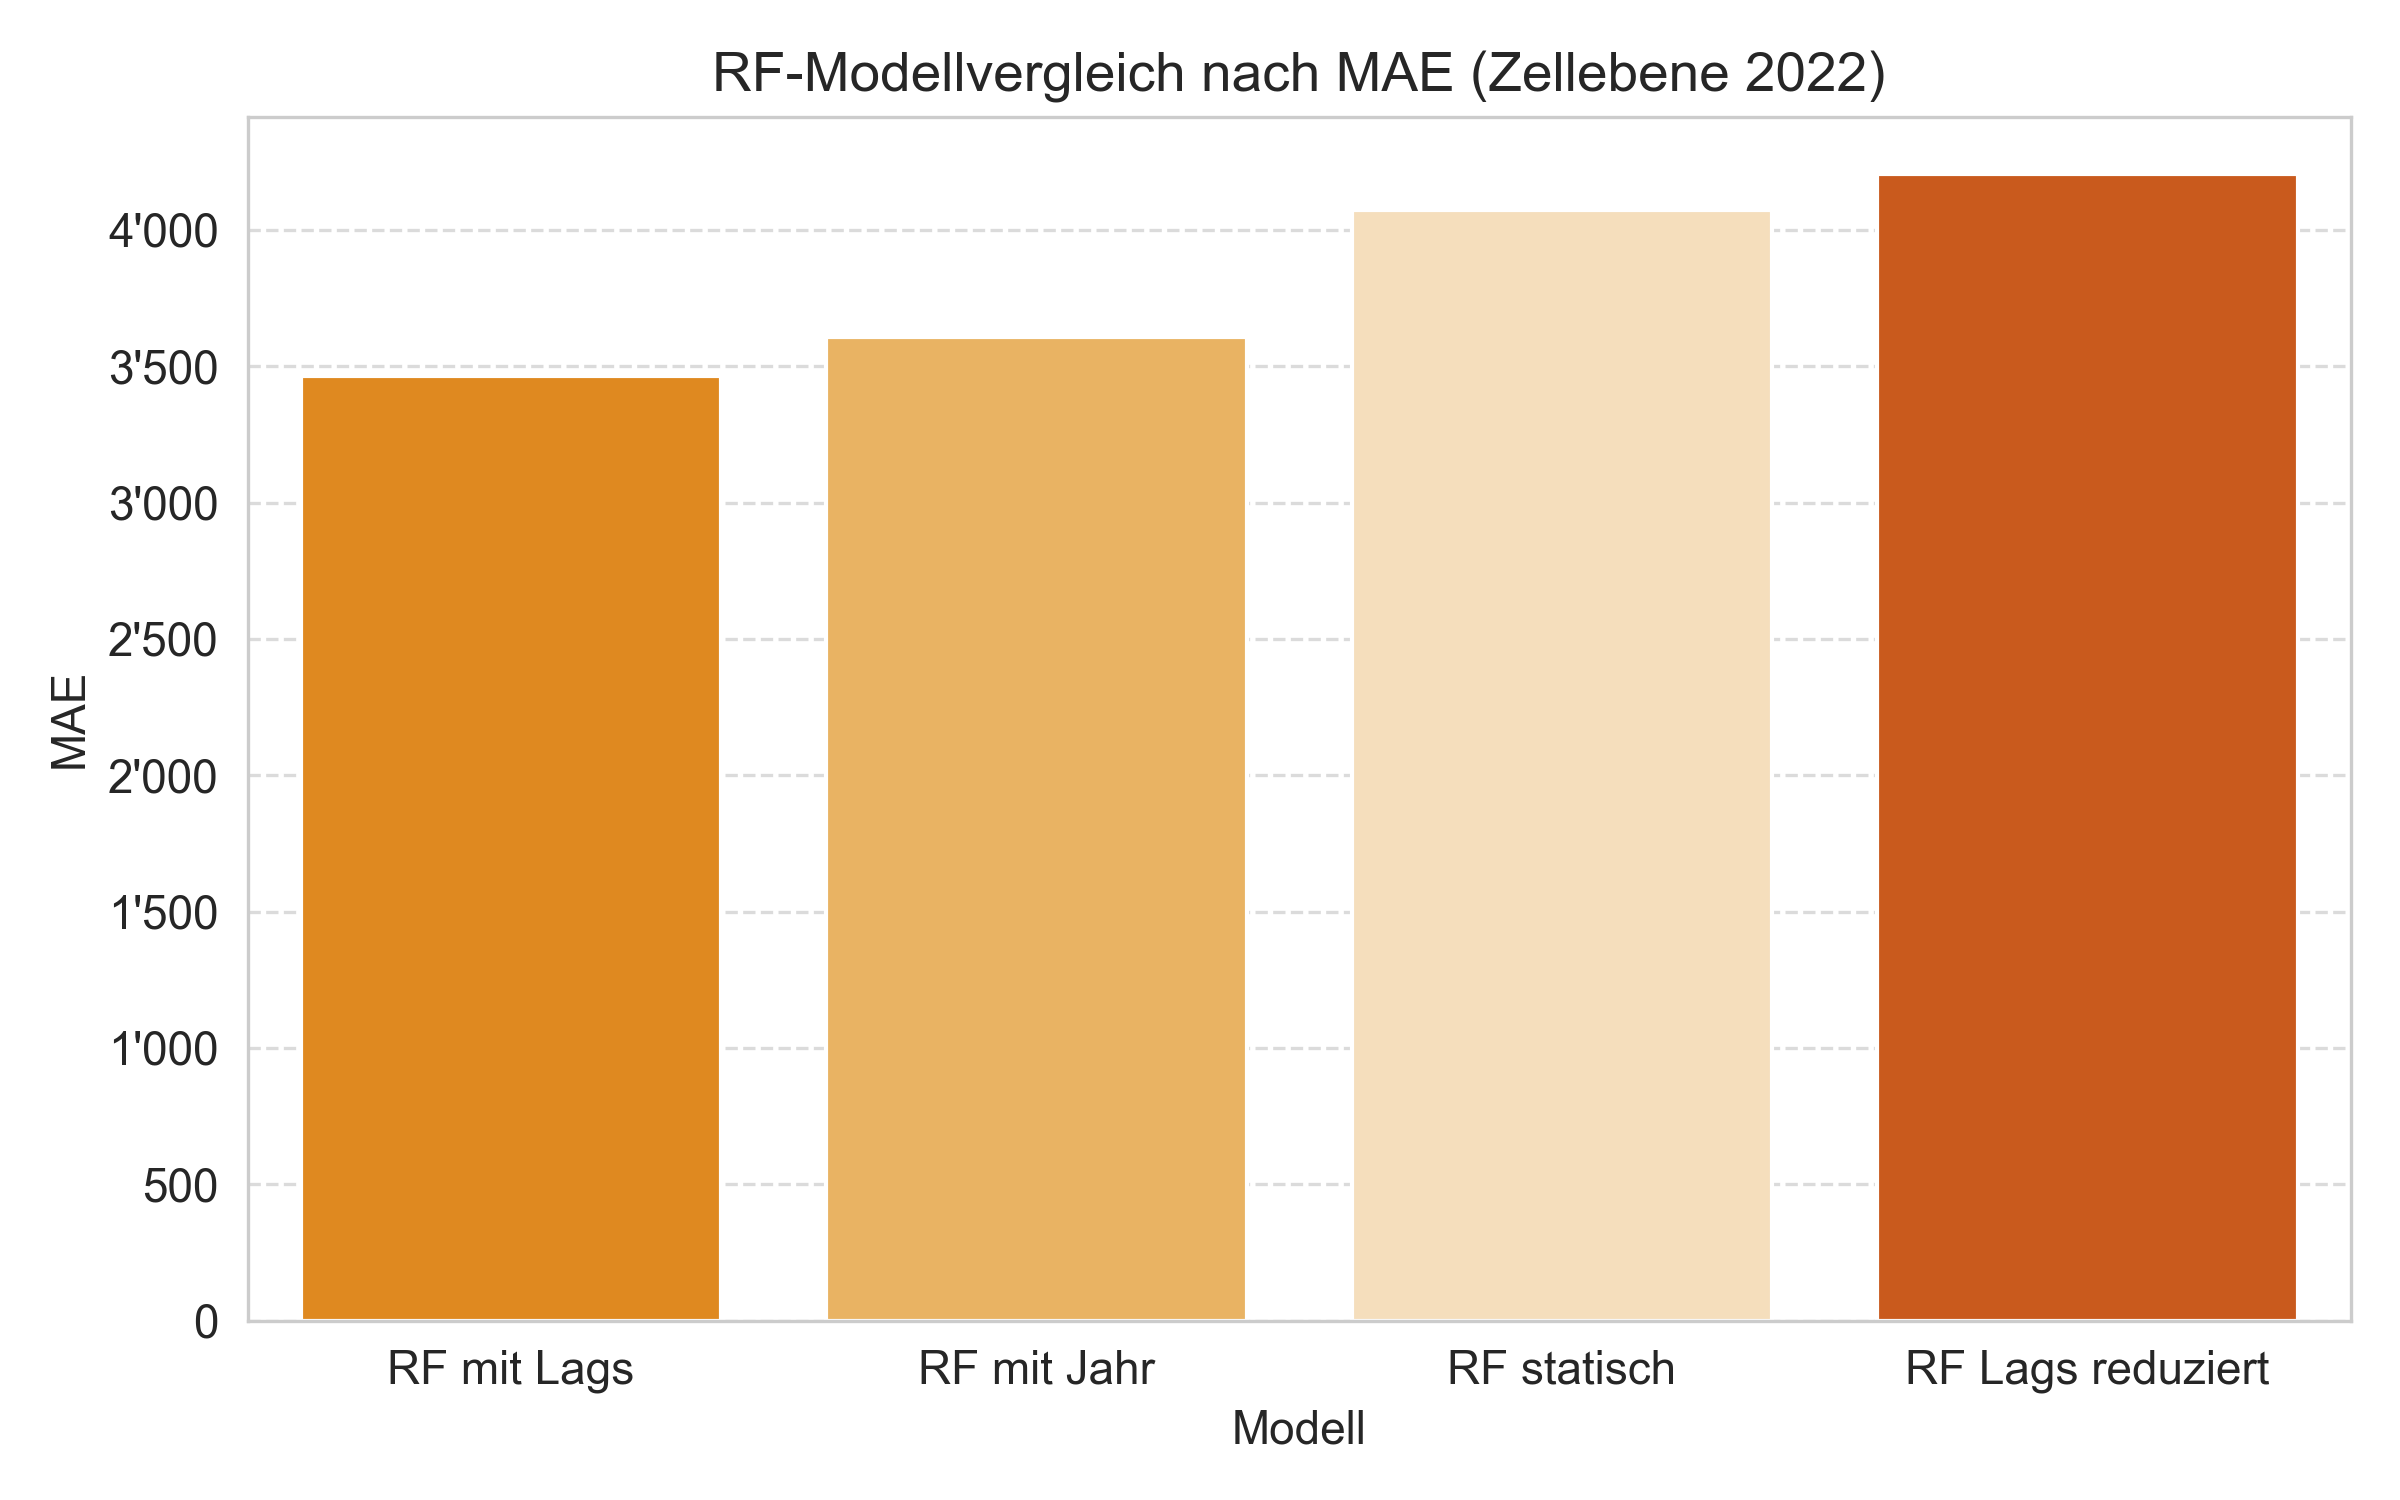 RF-Modellvergleich nach MAE (Zellebene 2022)
MAE
4'000
3'500
3'000
2'500
2'000
1'500
1'000
500
0
RF mit Lags
RF mit Jahr
RF statisch
RF Lags reduziert
Modell